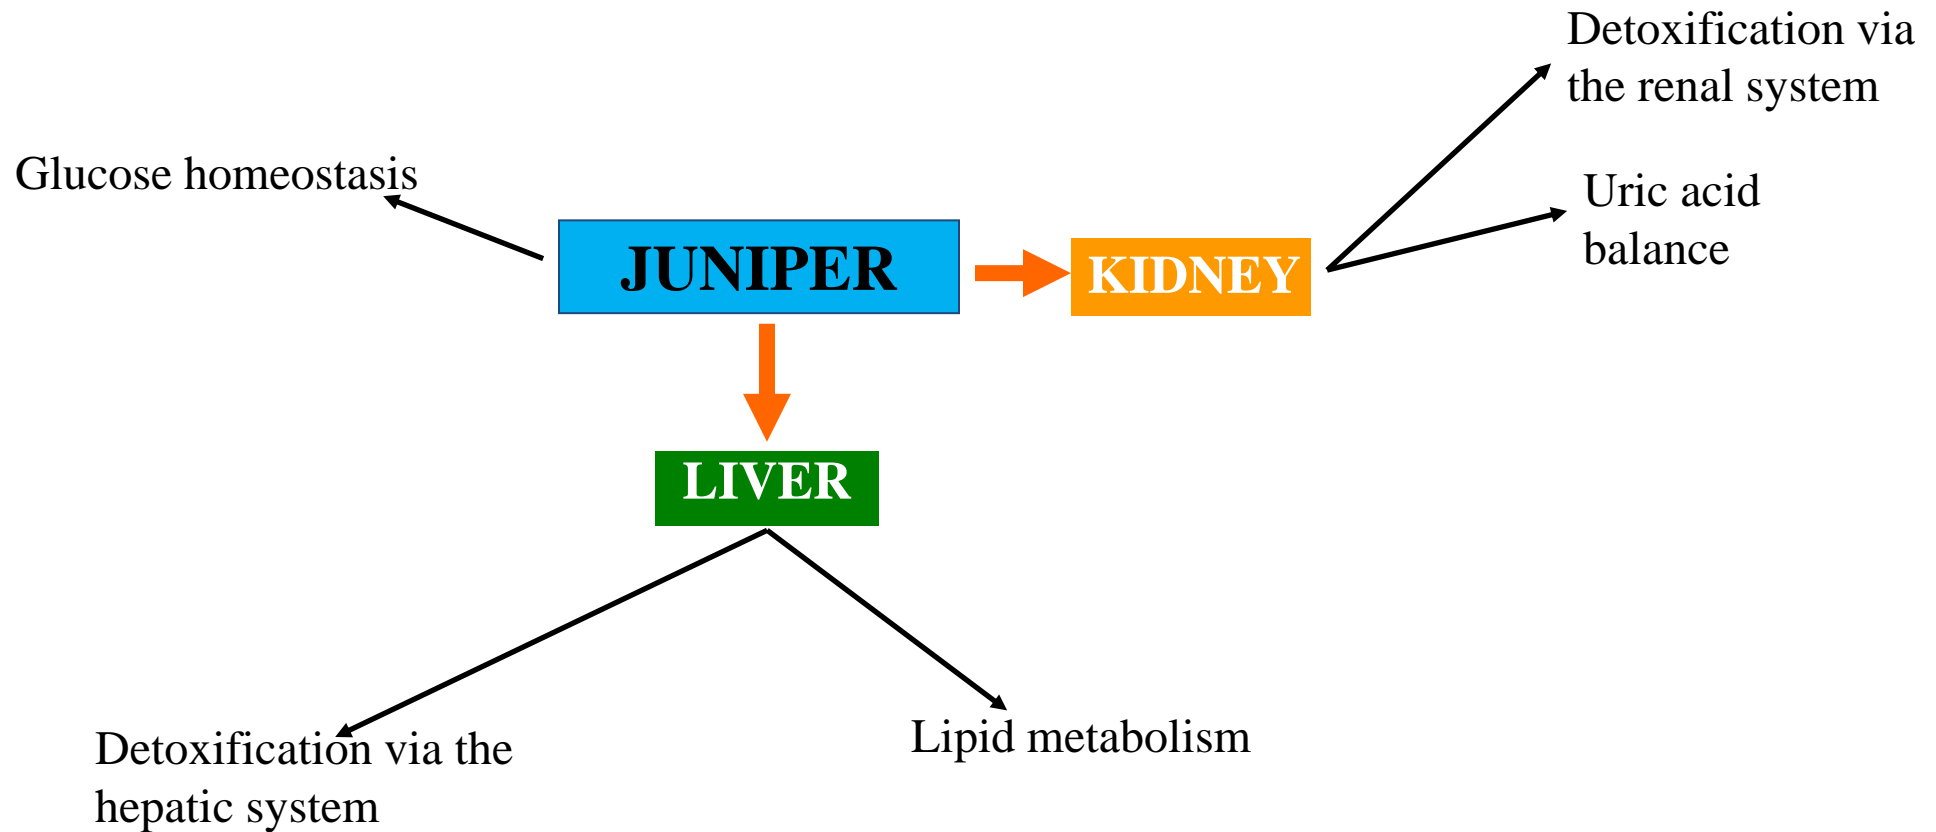 Detoxification via
the renal system
Glucose homeostasis
Uric acid
balance
JUNIPER
KIDNEY
LIVER
Detoxification via the
hepatic system
Lipid metabolism